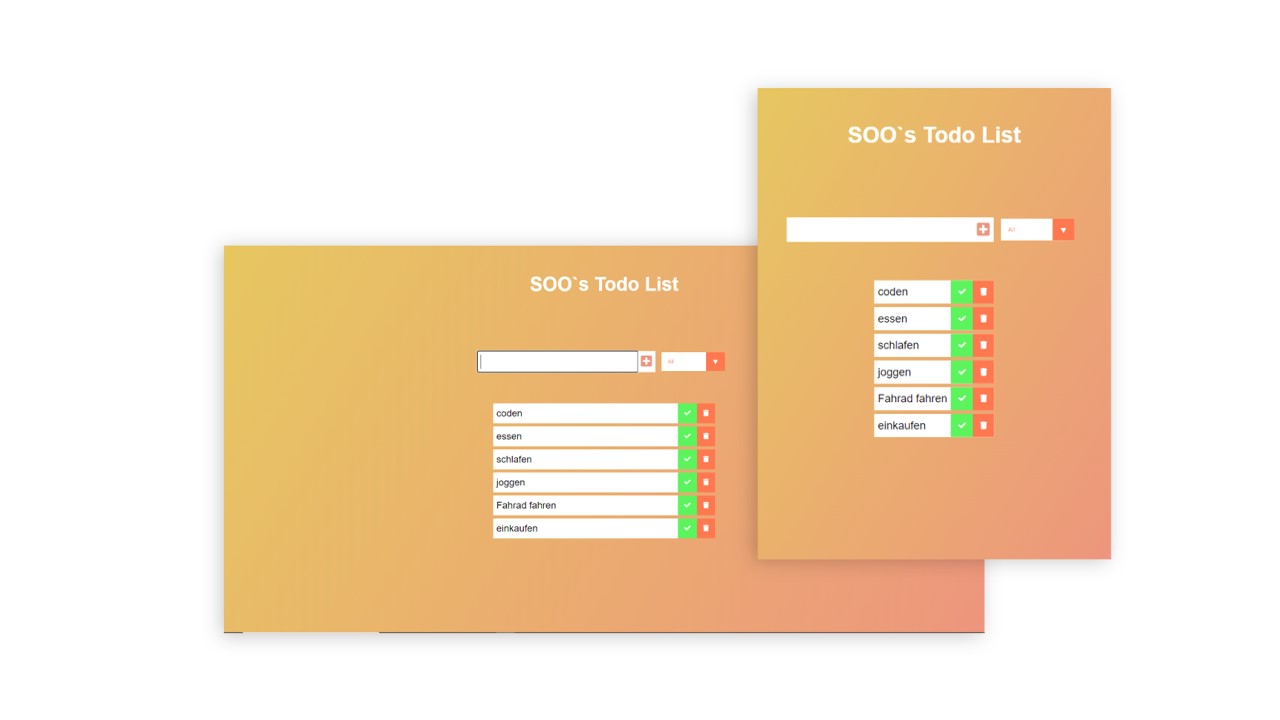 SOO`s Todo List
All
coden
essen
schlafen
joggen
Fahrad fahren
einkaufen
SOO`s Todo List
All
coden
essen
schlafen
joggen
Fahrad fahren
einkaufen